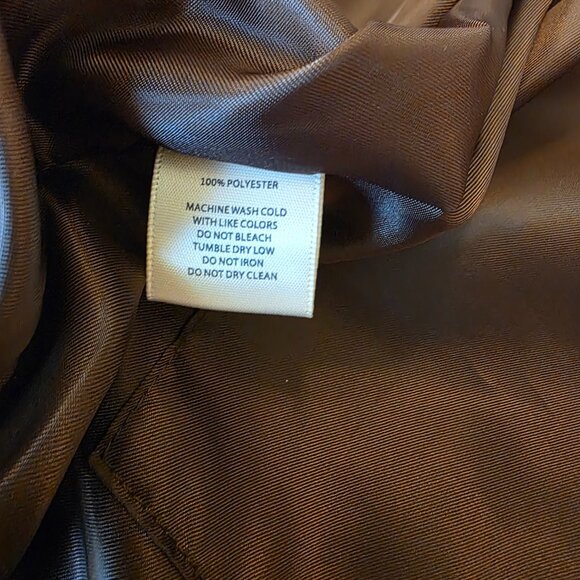 100% POLYESTER
MACHINE WASH COLD
WITH LIKE COLORS
DO NOT BLEACH
TUMBLE DRY LOW
DO NOT IRON
DO NOT DRY CLEAN